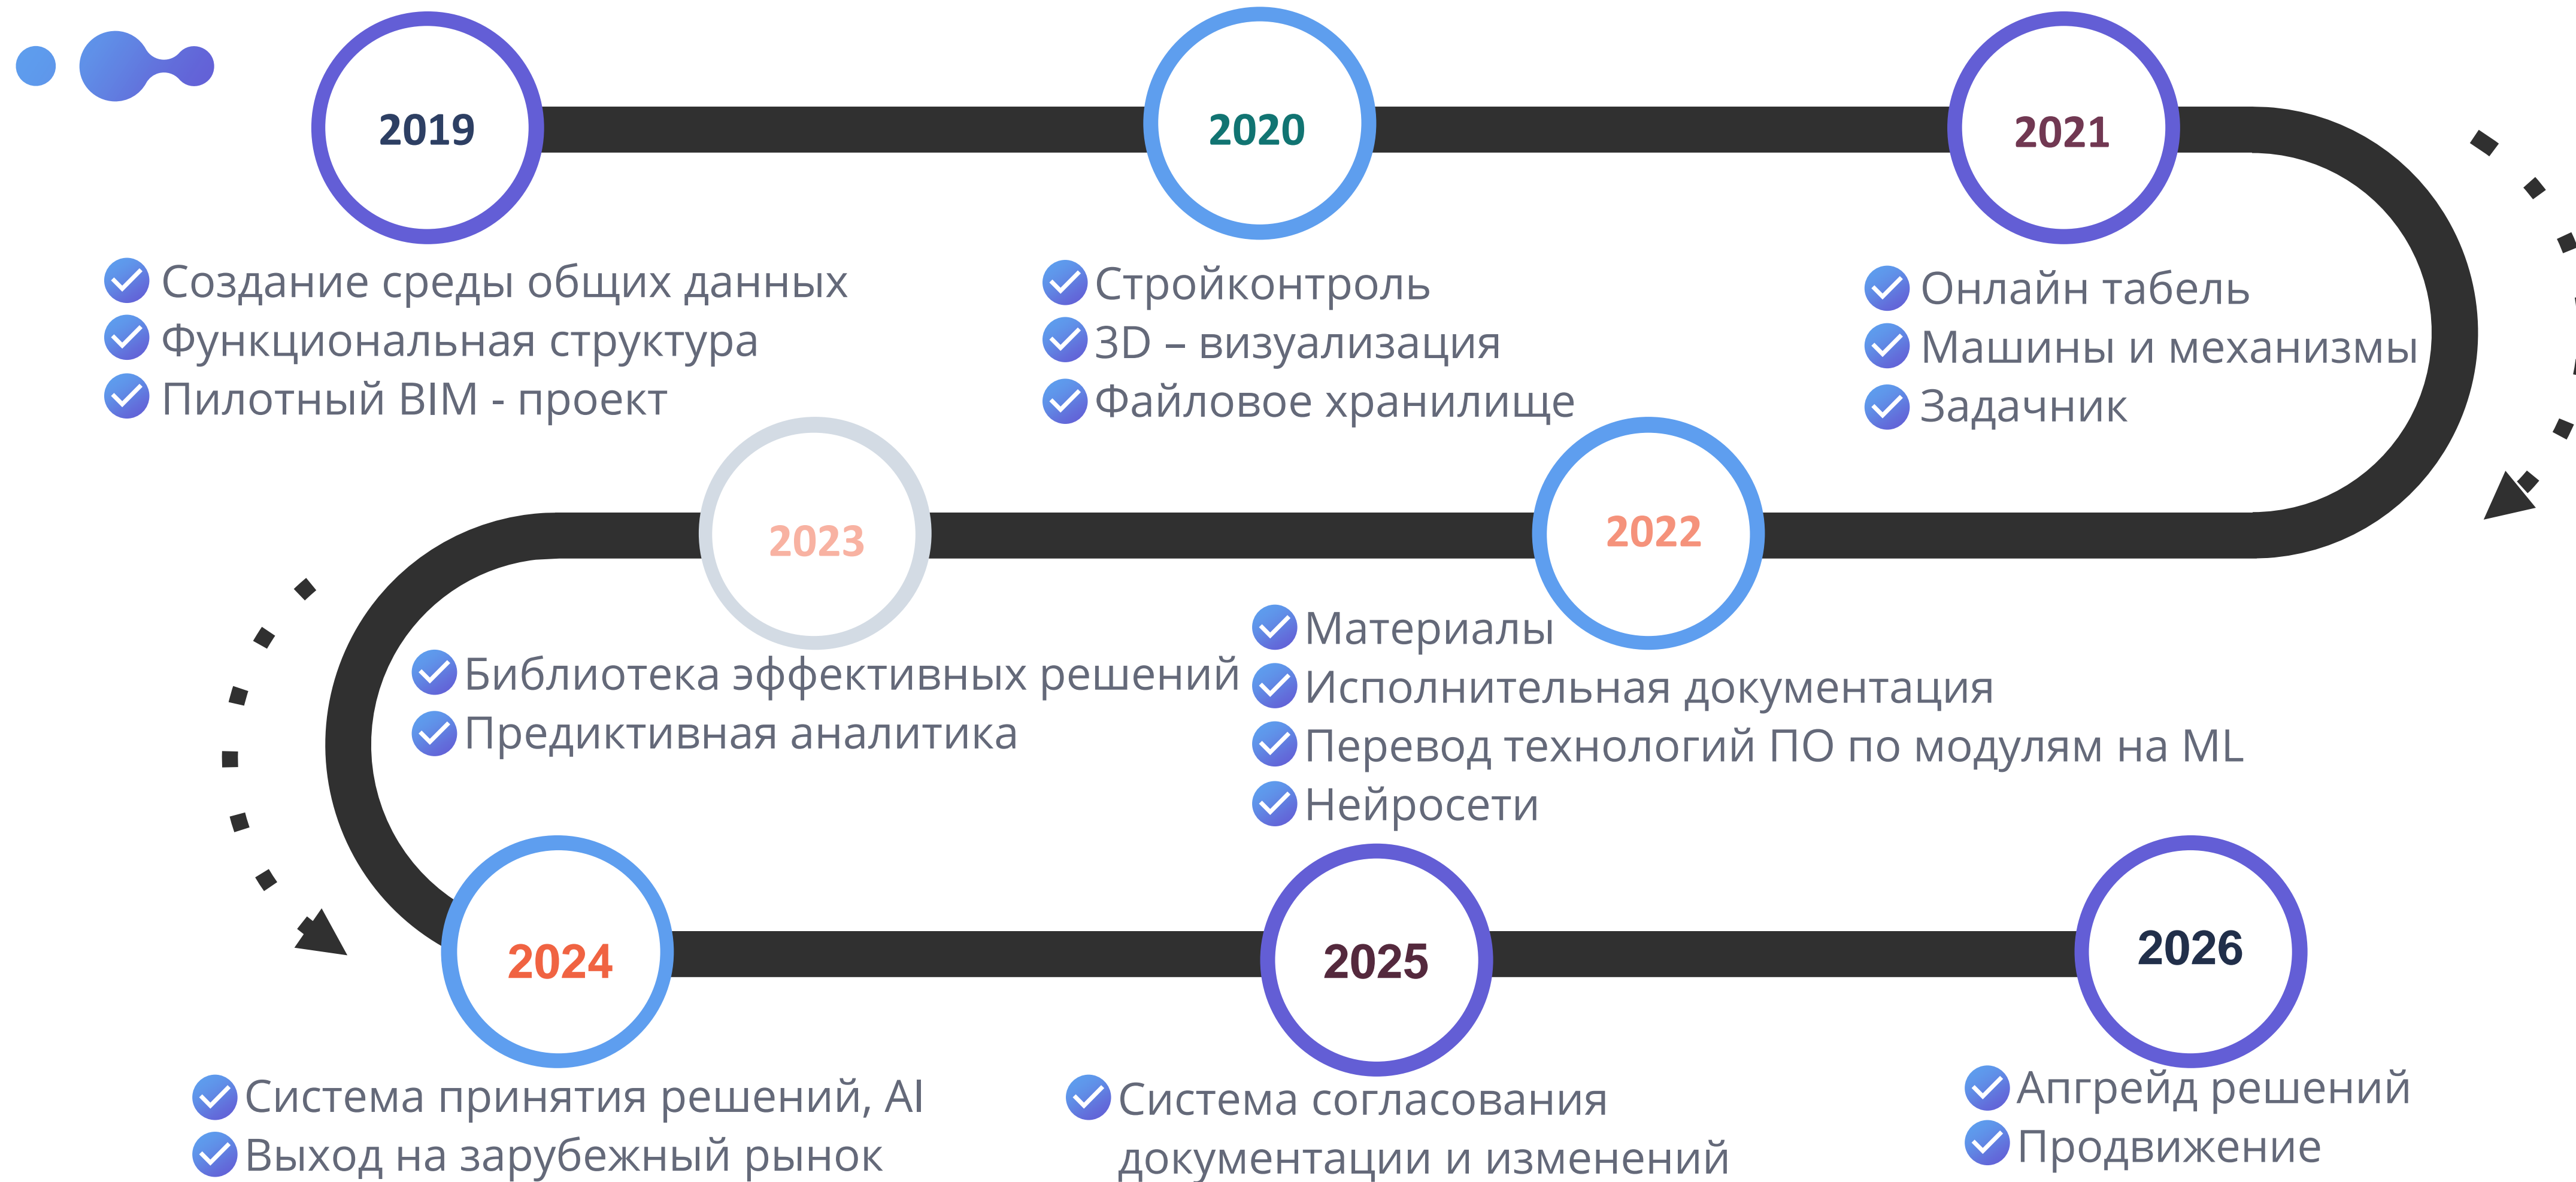 2019
Создание среды общих данных
Функциональная структура
Пилотный BIM - проект
2020
Стройконтроль
3D – визуализация
Файловое хранилище
2021
Онлайн табель
Машины и механизмы
Задачник
2022
Материалы
Исполнительная документация
Перевод технологий ПО по модулям на ML
Нейросети
2023
Библиотека эффективных решений
Предиктивная аналитика
2024
Система принятия решений, AI
Выход на зарубежный рынок
2025
Система согласования
документации и изменений
2026
Апгрейд решений
Продвижение